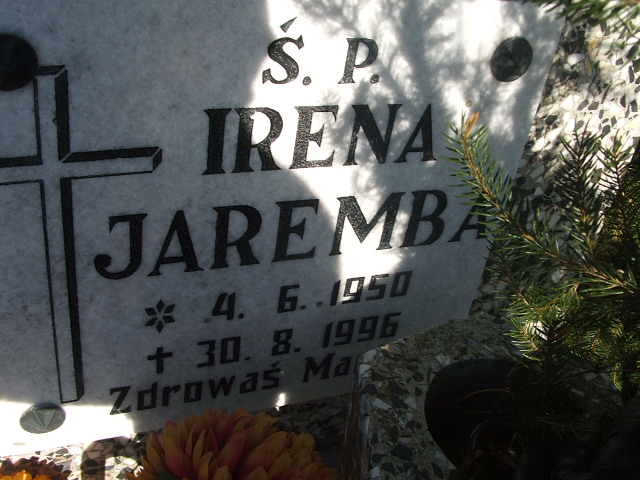 Ś. P.
IRENA
JAREMBA
4. 6. 1950
+ 30. 8. 1996
Zdrowaś Ma